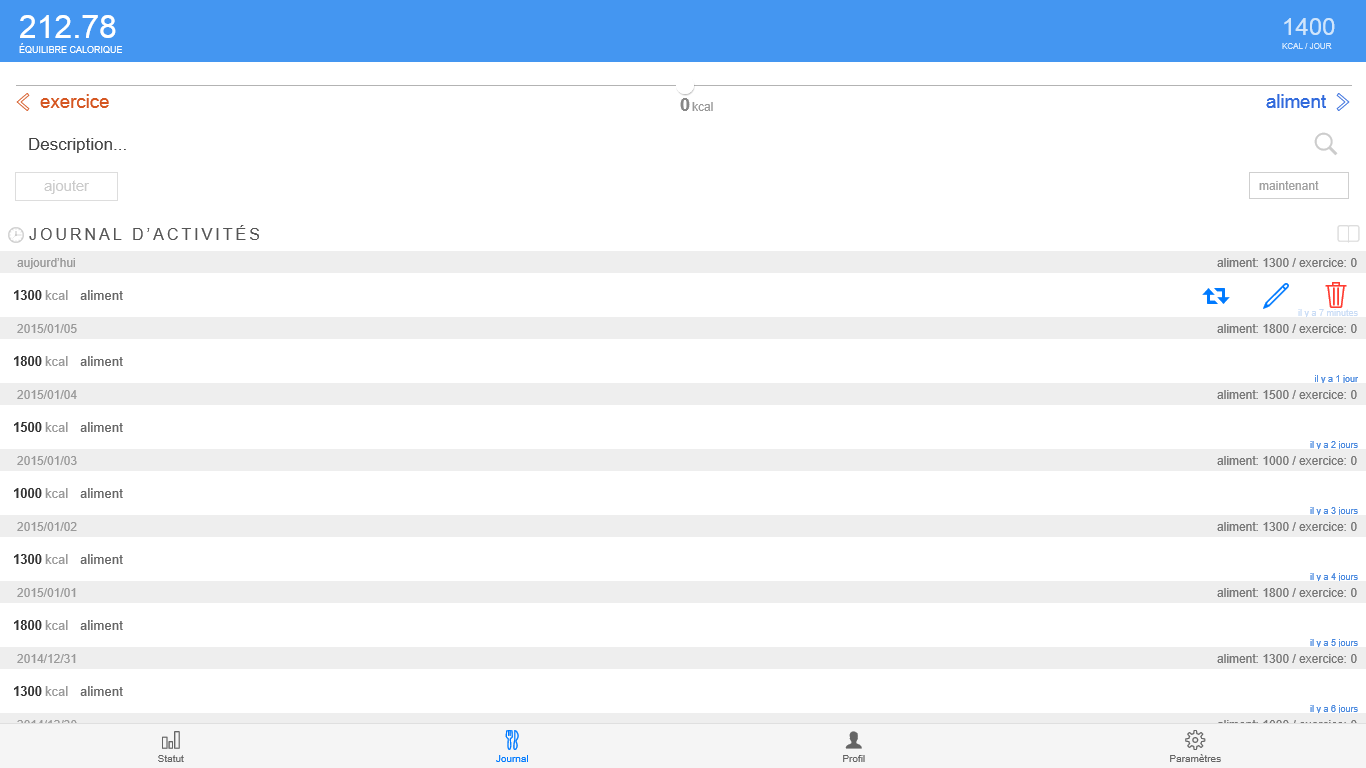 212.78
ÉQUILIBRE CALORIQUE
1400
KCAL / JOUR
exercice
0 kcal
aliment
Description...
ajouter
maintenant
JOURNAL D'ACTIVITÉS
aujourd'hui aliment: 1300 / exercice: 0
1300 kcal aliment
il y a 7 minutes
2015/01/05 aliment: 1800 / exercice: 0
1800 kcal aliment
il y a 1 jour
2015/01/04 aliment: 1500 / exercice: 0
1500 kcal aliment
il y a 2 jours
2015/01/03 aliment: 1000 / exercice: 0
1000 kcal aliment
il y a 3 jours
2015/01/02 aliment: 1300 / exercice: 0
1300 kcal aliment
il y a 4 jours
2015/01/01 aliment: 1800 / exercice: 0
1800 kcal aliment
il y a 5 jours
2014/12/31 aliment: 1300 / exercice: 0
1300 kcal aliment
il y a 6 jours
Statut
Journal
Profil
Paramètres